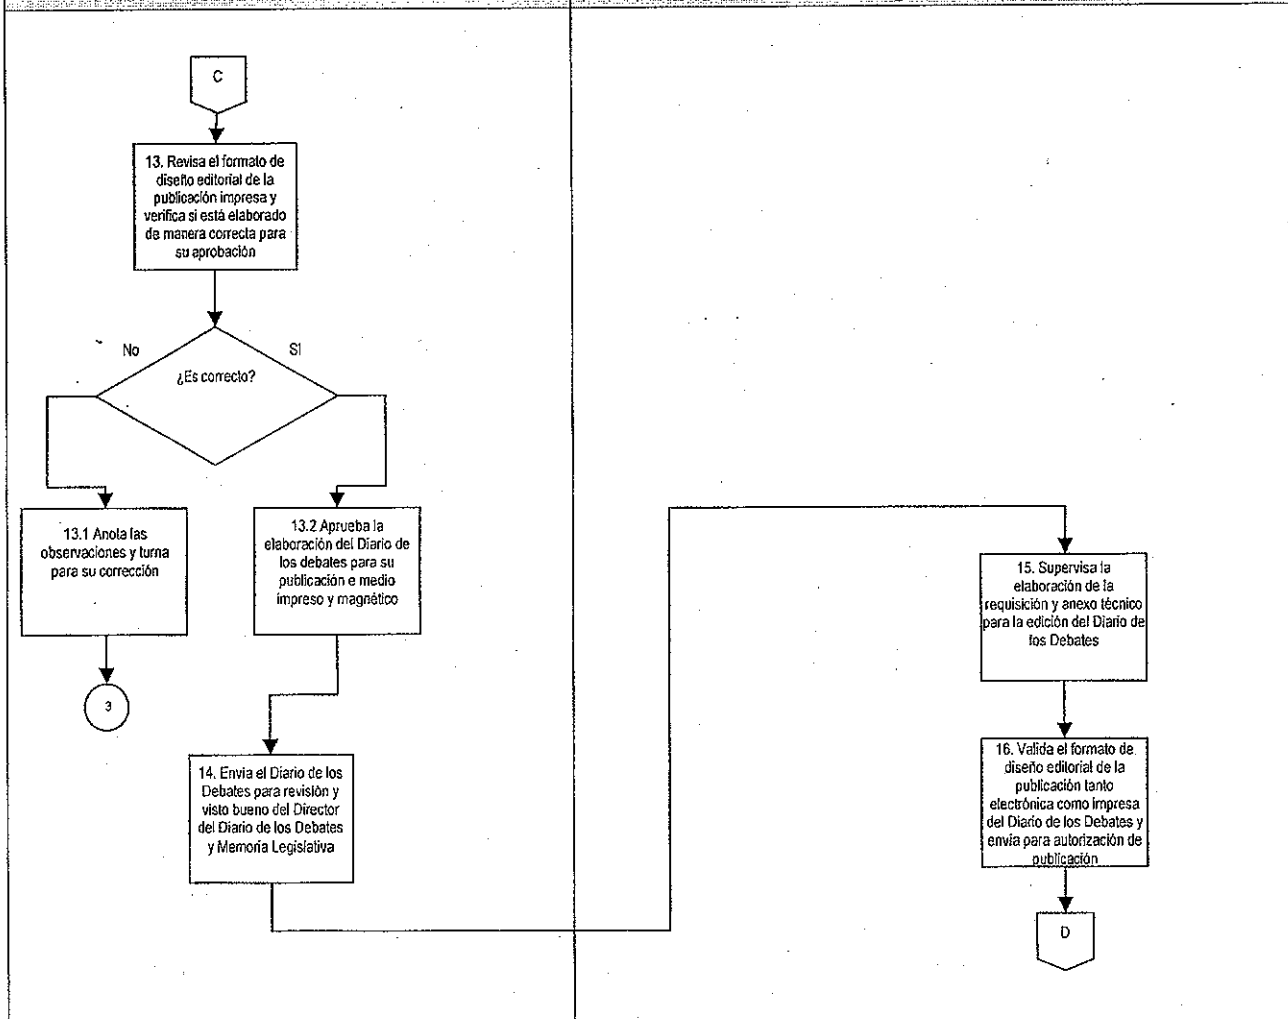 C
13. Revisa el formato de
diseño editorial de la
publicación impresa y
verifica si está elaborado
de manera correcta para
su aprobación
No
SI
¿Es correcto?
13.1 Anota las
observaciones y turna
para su corrección
13.2 Aprueba la
elaboración del Diario de
los debates para su
publicación e medio
impreso y magnético
3
14. Envia el Diario de los
Debates para revisión y
visto bueno del Director
del Diario de los Debates
y Memoria Legislativa
15. Supervisa la
elaboración de la
requisición y anexo técnico
para la edición del Diario de
los Debates
16. Valida el formato de
diseño editorial de la
publicación tanto
electrónica como impresa
del Diario de los Debates y
envía para autorización de
publicación
D